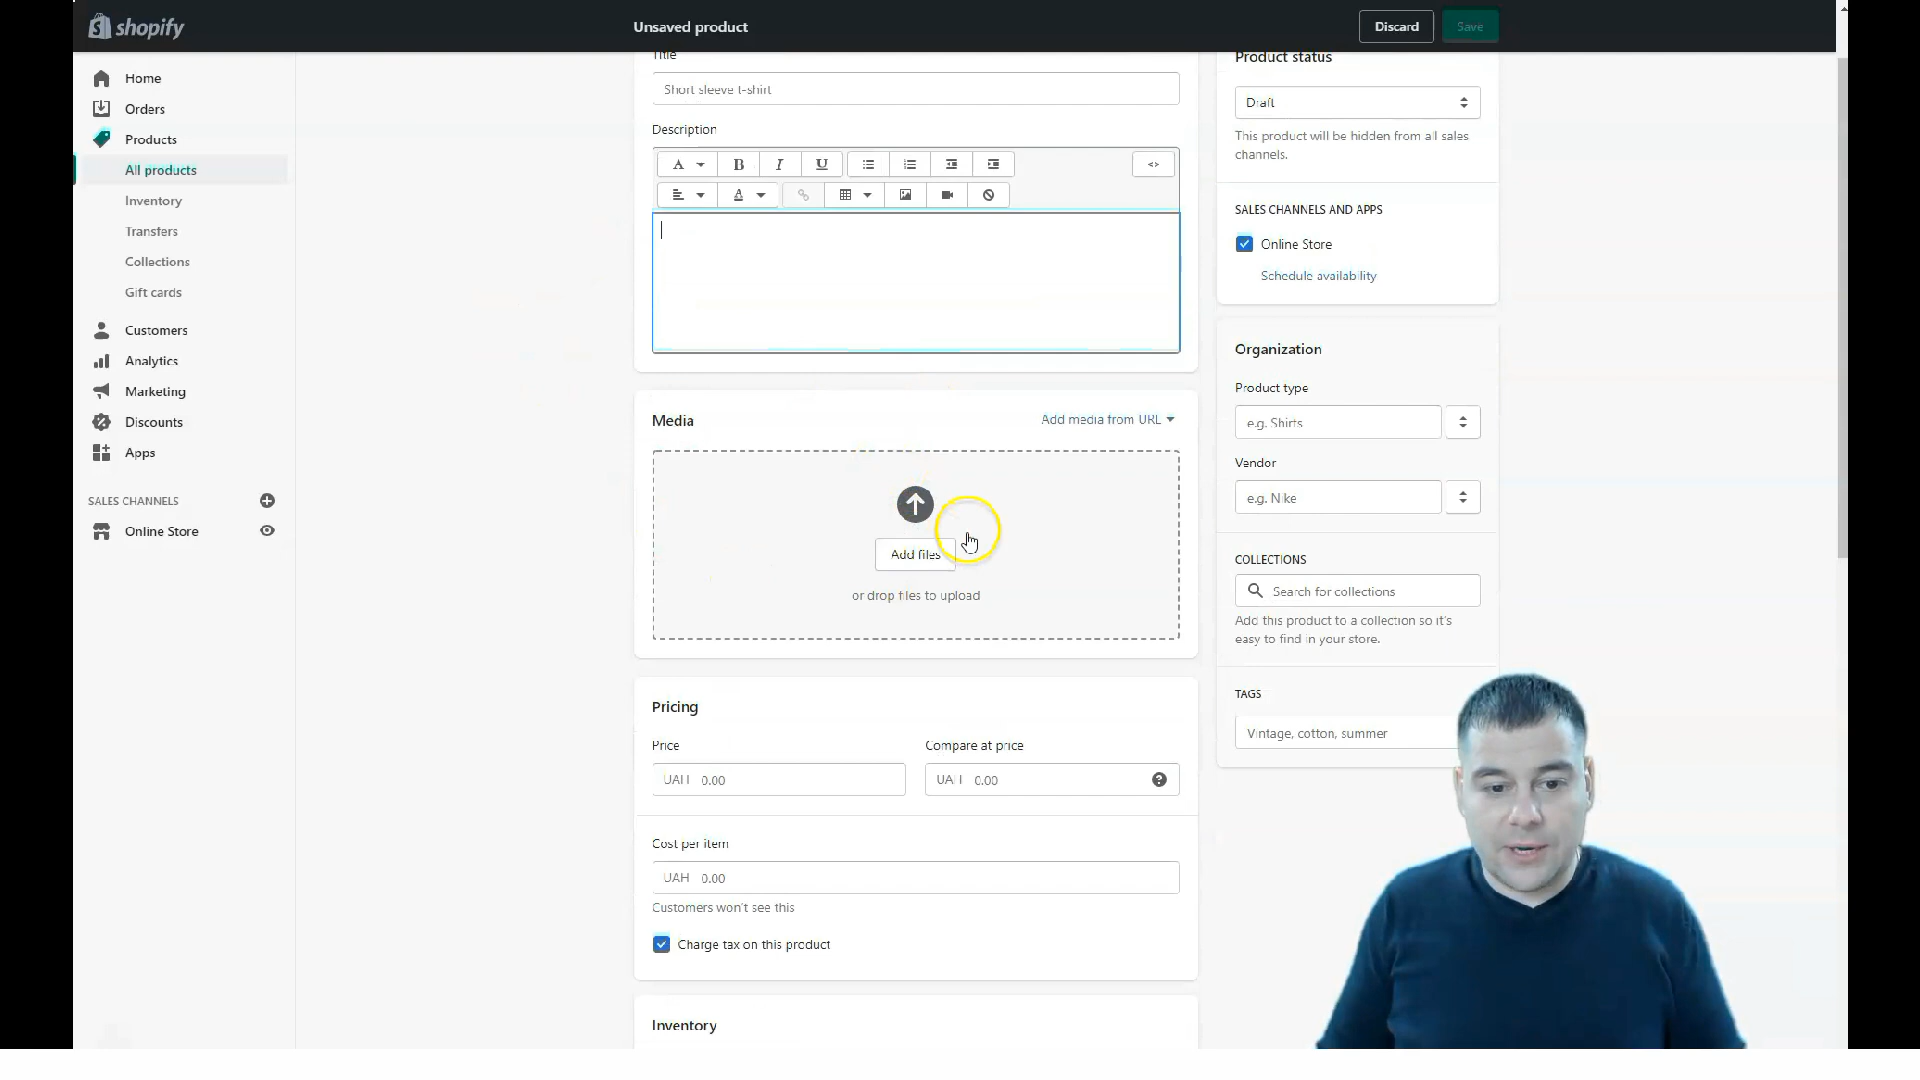 shopify
Unsaved product
Discard
Save
Home
Orders
Products
All products
Inventory
Transfers
Collections
Gift cards
Customers
Analytics
Marketing
Discounts
Apps
SALES CHANNELS
Online Store
Title
Short sleeve t-shirt
Description
A
B
I
U
<>
A
Media
Add media from URL
Add files
or drop files to upload
Pricing
Price
Compare at price
UAH 0.00
UAH 0.00
?
Cost per item
UAH 0.00
Customers won't see this
Charge tax on this product
Inventory
Product status
Draft
This product will be hidden from all sales
channels.
SALES CHANNELS AND APPS
Online Store
Schedule availability
Organization
Product type
e.g. Shirts
Vendor
e.g. Nike
COLLECTIONS
Search for collections
Add this product to a collection so it's
easy to find in your store.
TAGS
Vintage, cotton, summer